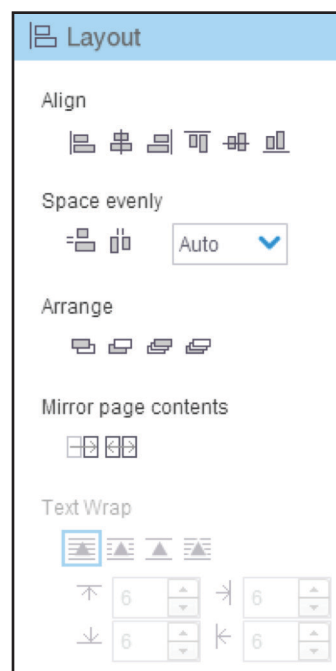 Layout
Align
Space evenly
Auto
Arrange
Mirror page contents
Text Wrap
6 6
6 6